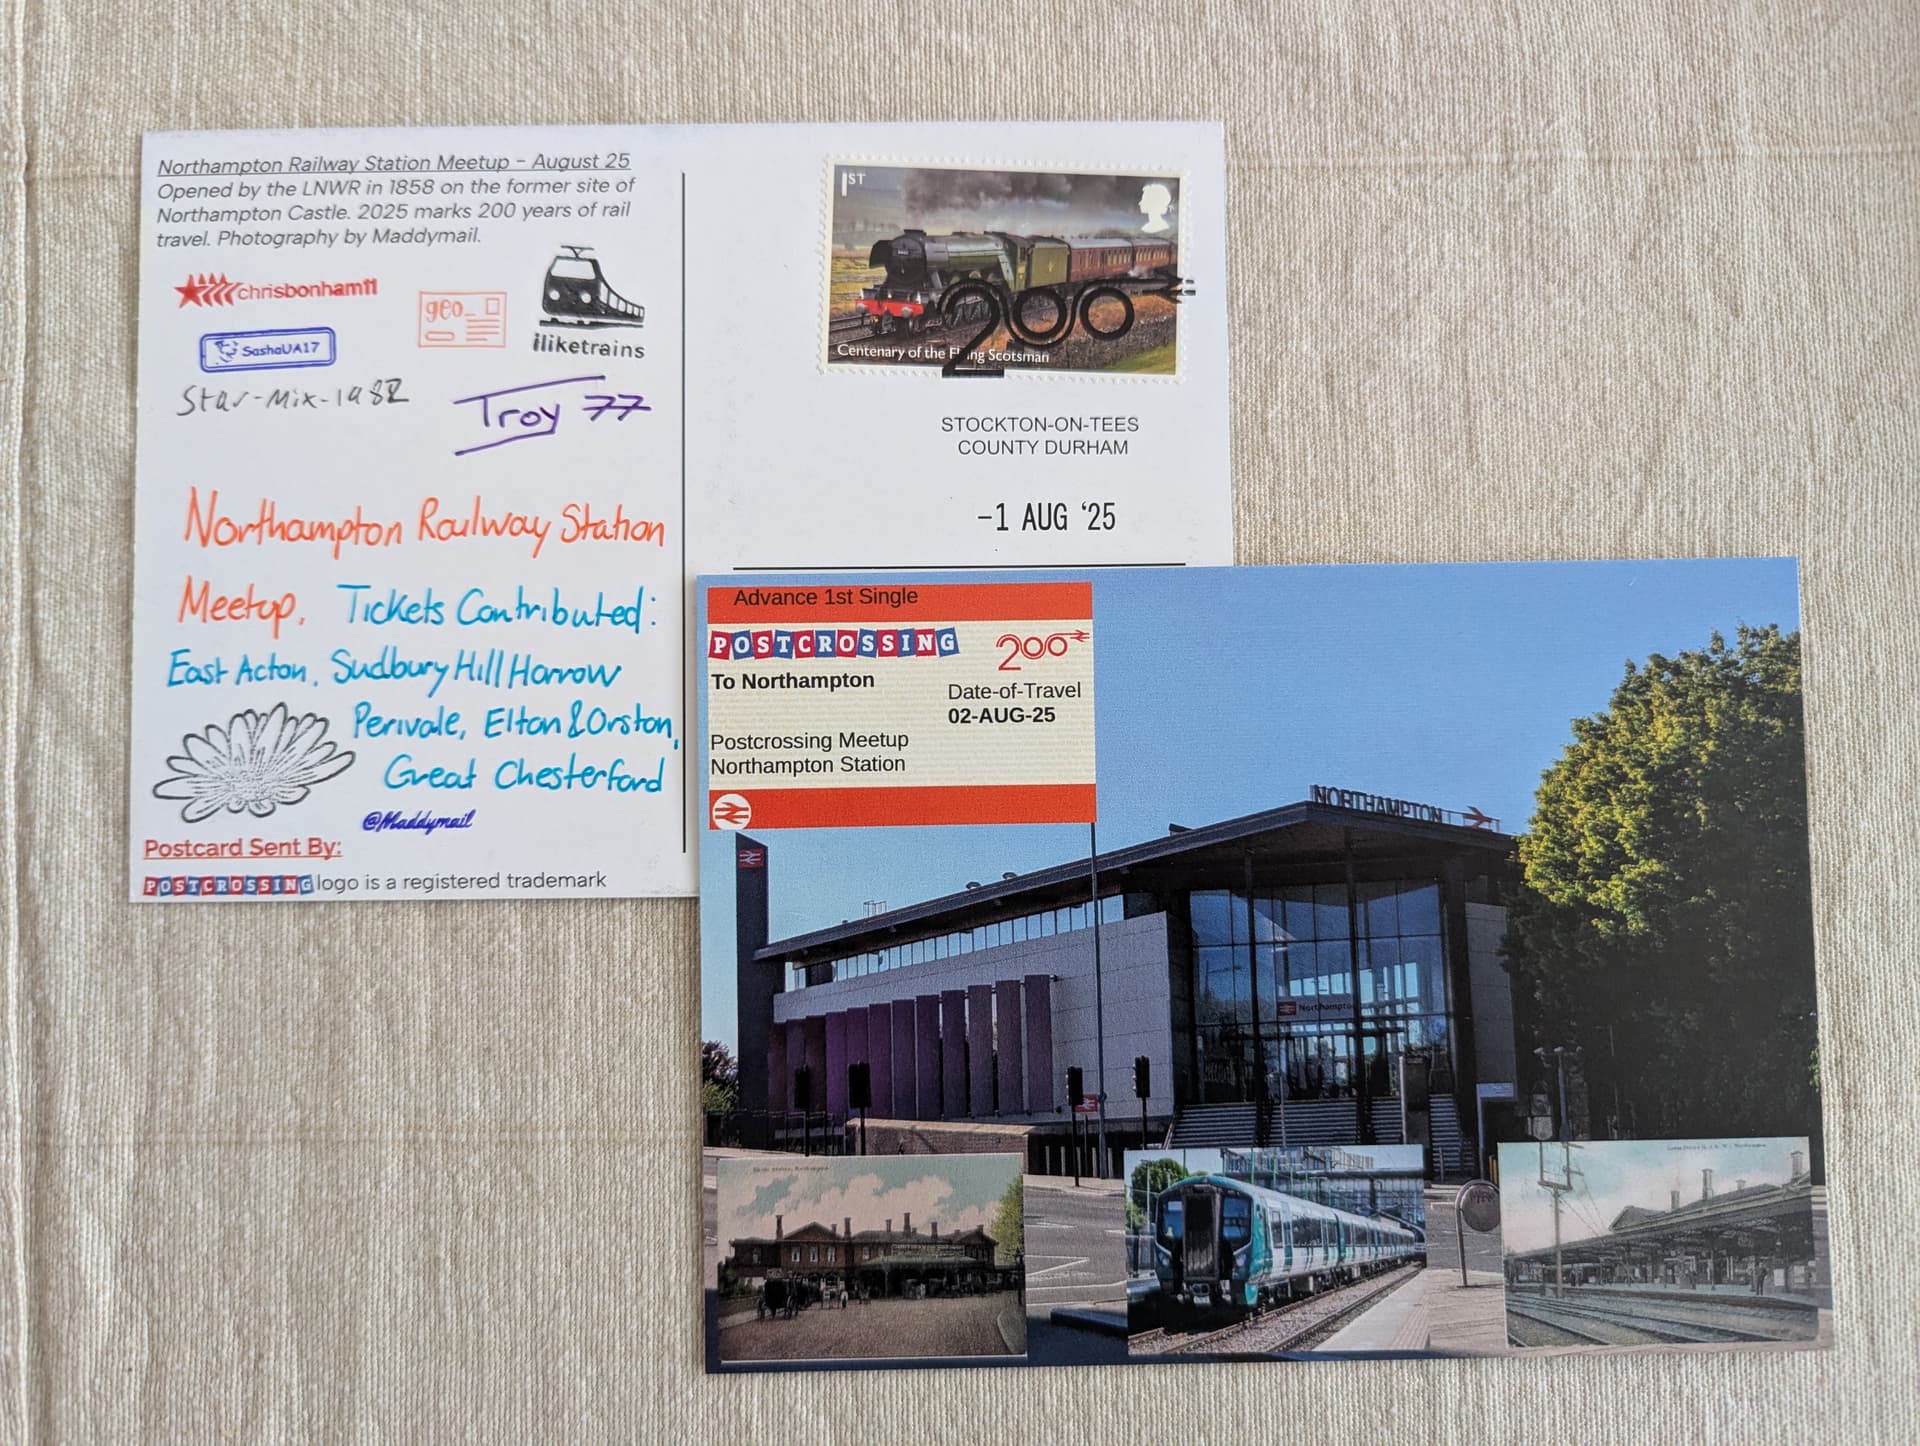 Northampton Railway Station Meetup - August 25
Opened by the LNWR in 1858 on the former site of
Northampton Castle. 2025 marks 200 years of rail
travel. Photography by Maddymail.
chrisbonham11
geo_
iliketrains
SashaUA17
Star-Mix-1982
Troy 77
Northampton Railway Station
Meetup, Tickets Contributed:
East Acton, Sudbury Hill Harrow
Perivale, Elton & Orston,
Great Chesterford
@Maddymail
Postcard Sent By:
POSTCROSSING logo is a registered trademark
1ST
200
Centenary of the Flying Scotsman
STOCKTON-ON-TEES
COUNTY DURHAM
-1 AUG '25
Advance 1st Single
POSTCROSSING 200
To Northampton
Date-of-Travel
02-AUG-25
Postcrossing Meetup
Northampton Station
NORTHAMPTON
Northampton